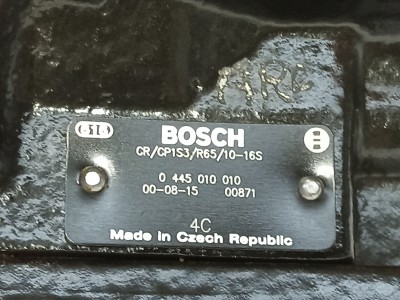 BOSCH
CR/CP1S3/R65/10-16S
0 445 010 010
00-08-15 00871
4C
Made in Czech Republic